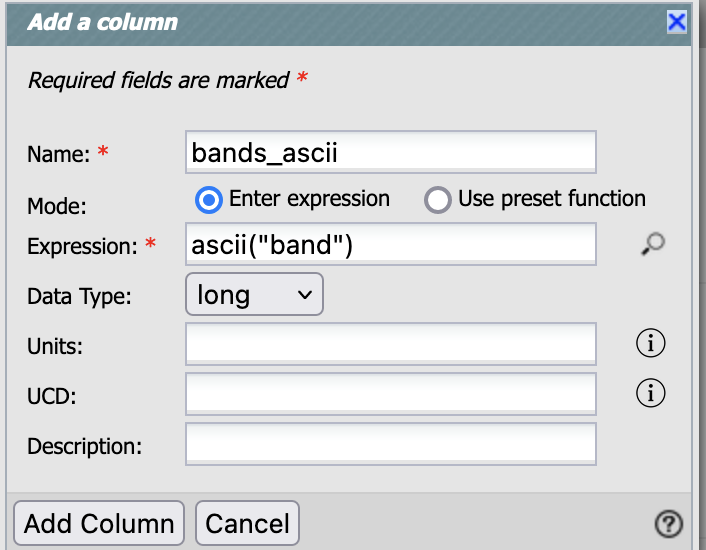 Add a column
Required fields are marked *
Name: * bands_ascii
Mode: Enter expression Use preset function
Expression: * ascii("band")
Data Type: long
Units:
UCD:
Description:
Add Column Cancel